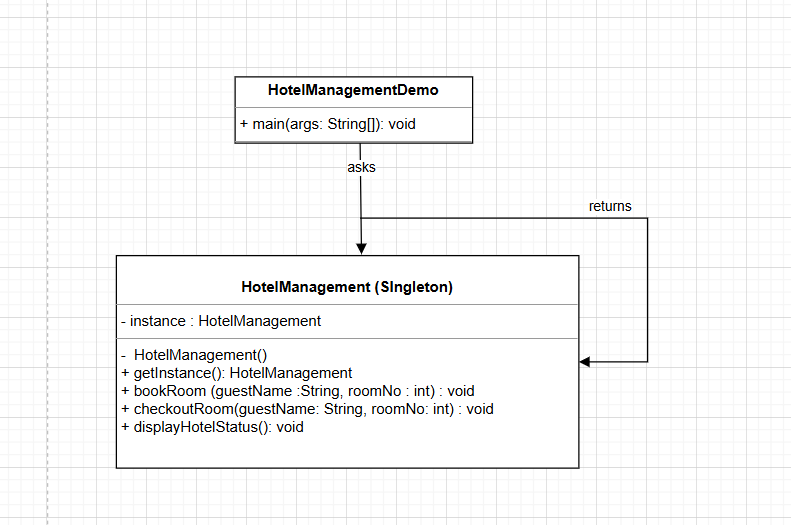 HotelManagementDemo
+ main(args: String[]): void
asks
returns
HotelManagement (SIngleton)
- instance : HotelManagement
- HotelManagement()
+ getInstance(): HotelManagement
+ bookRoom (guestName :String, roomNo : int) : void
+ checkoutRoom(guestName: String, roomNo: int) : void
+ displayHotelStatus(): void